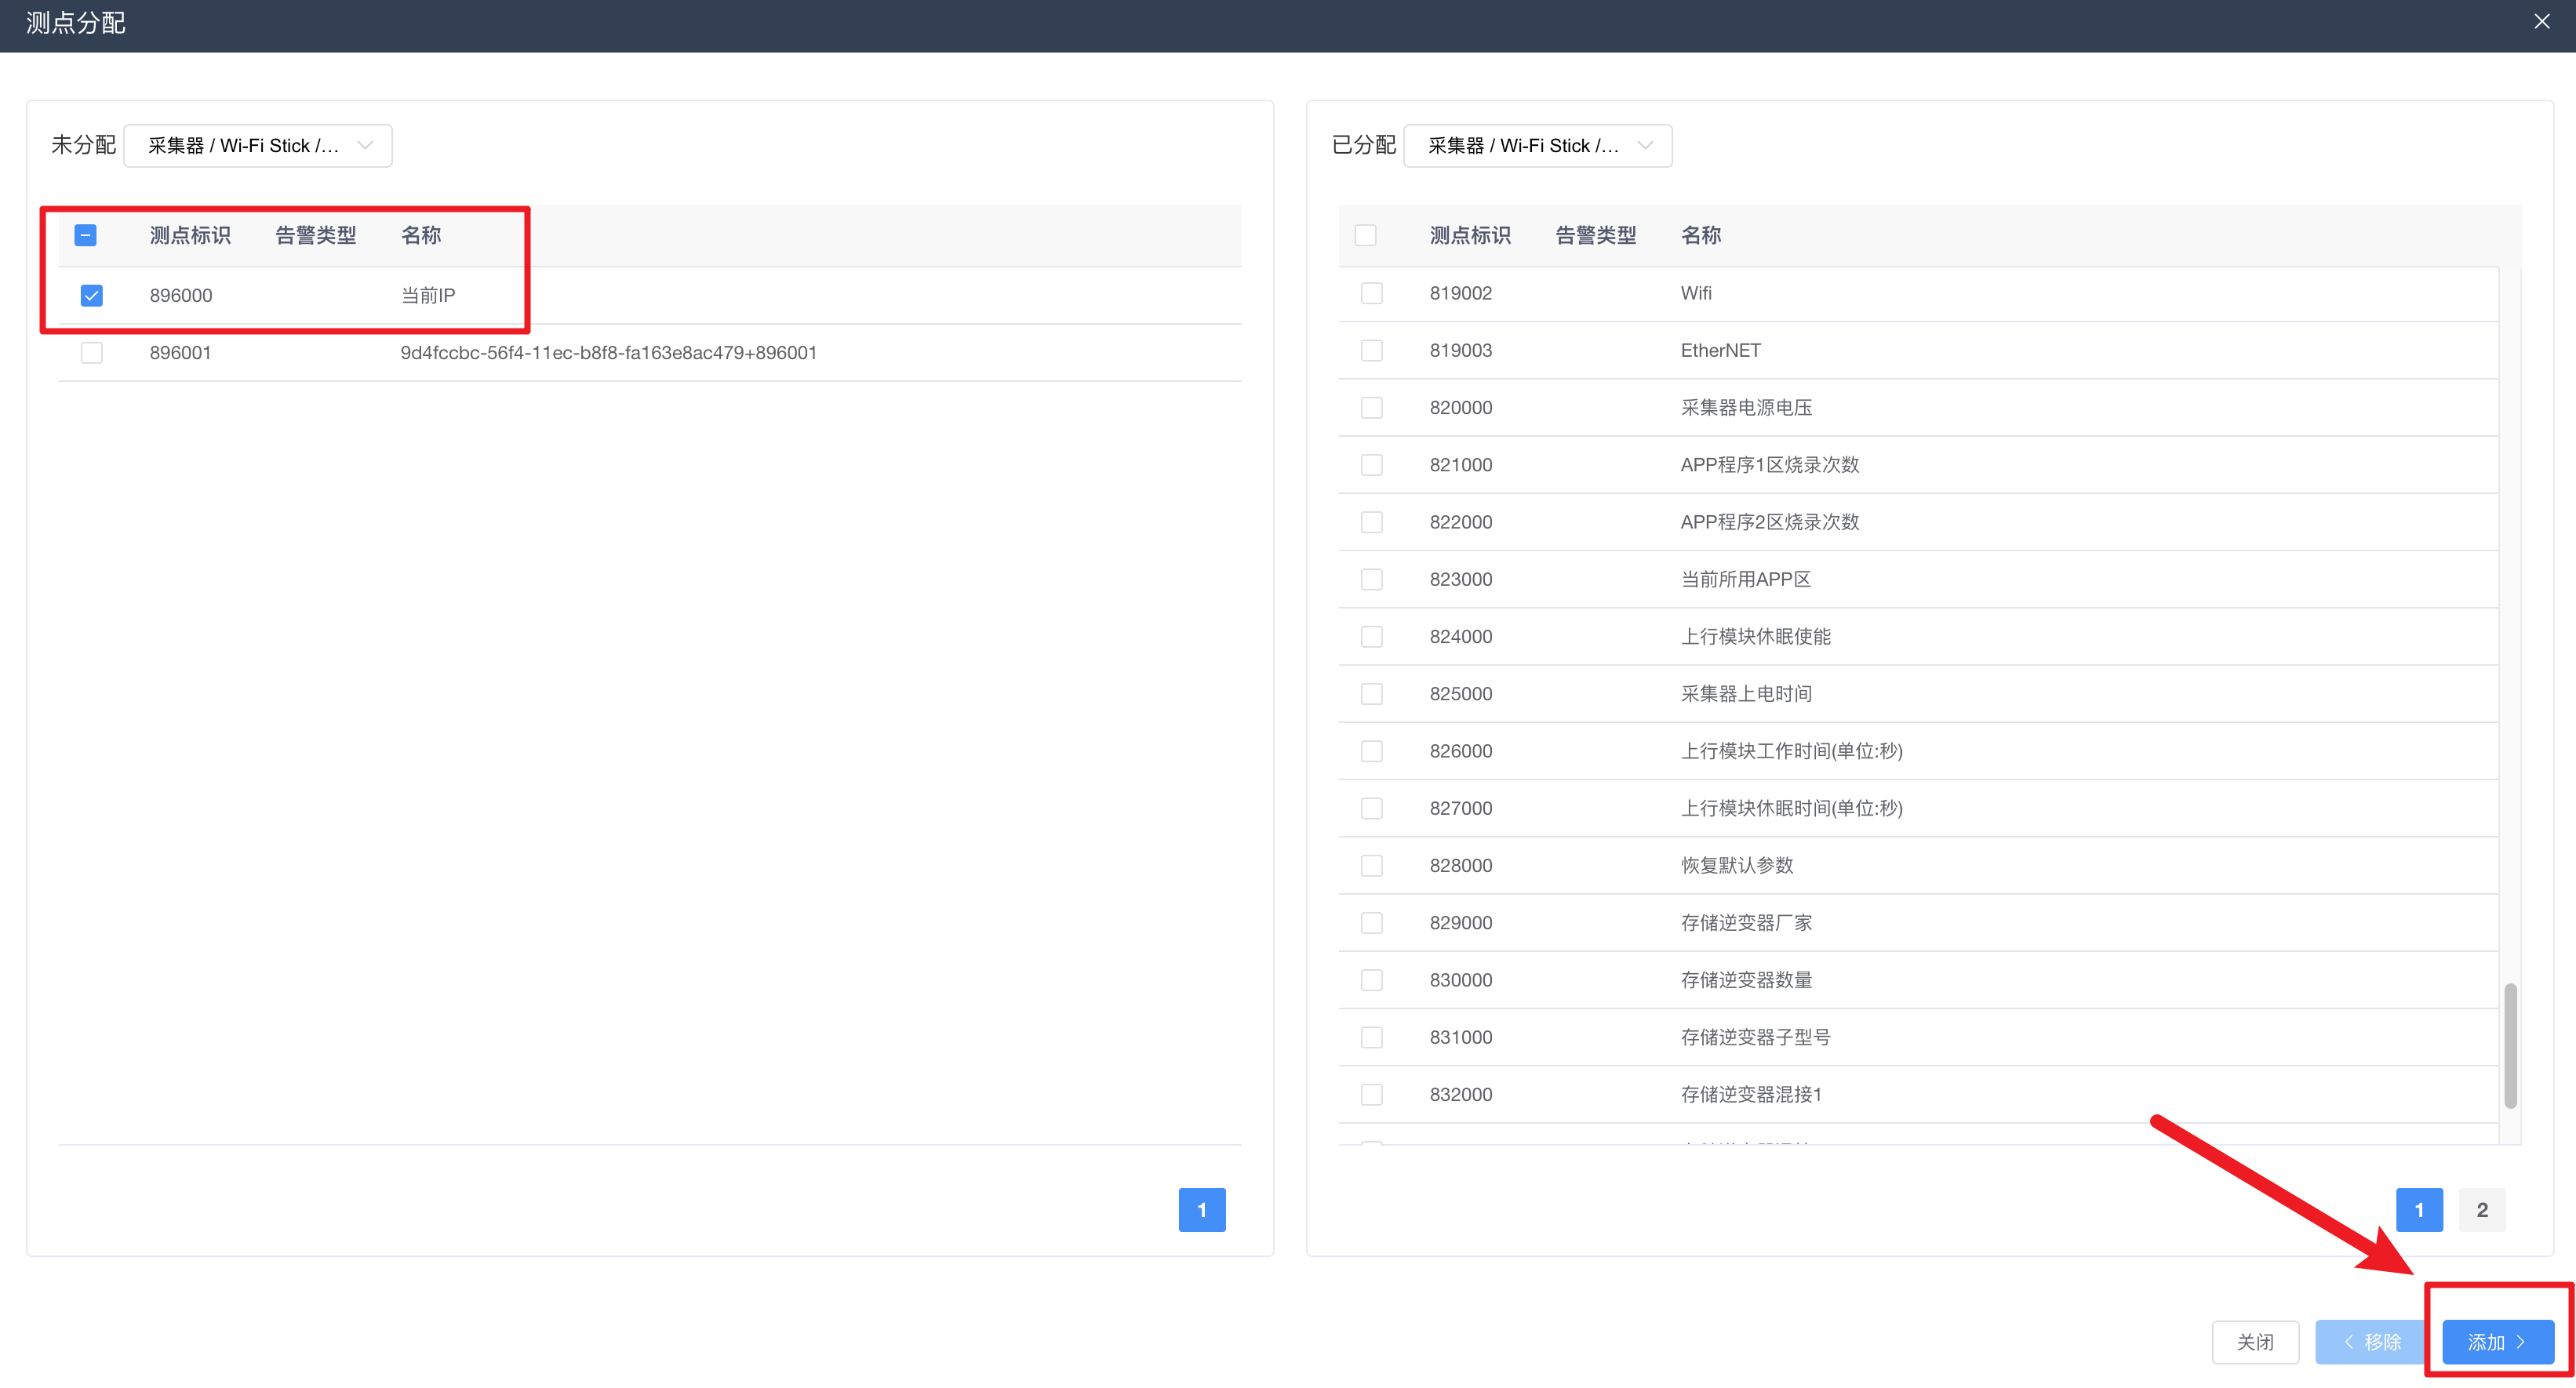 测点分配
未分配 采集器 / Wi-Fi Stick /...
测点标识 告警类型 名称
896000 当前IP
896001 9d4fccbc-56f4-11ec-b8f8-fa163e8ac479+896001
1
已分配 采集器 / Wi-Fi Stick /...
测点标识 告警类型 名称
819002 Wifi
819003 EtherNET
820000 采集器电源电压
821000 APP程序1区烧录次数
822000 APP程序2区烧录次数
823000 当前所用APP区
824000 上行模块休眠使能
825000 采集器上电时间
826000 上行模块工作时间(单位:秒)
827000 上行模块休眠时间(单位:秒)
828000 恢复默认参数
829000 存储逆变器厂家
830000 存储逆变器数量
831000 存储逆变器子型号
832000 存储逆变器混接1
1 2
关闭 < 移除 添加 >